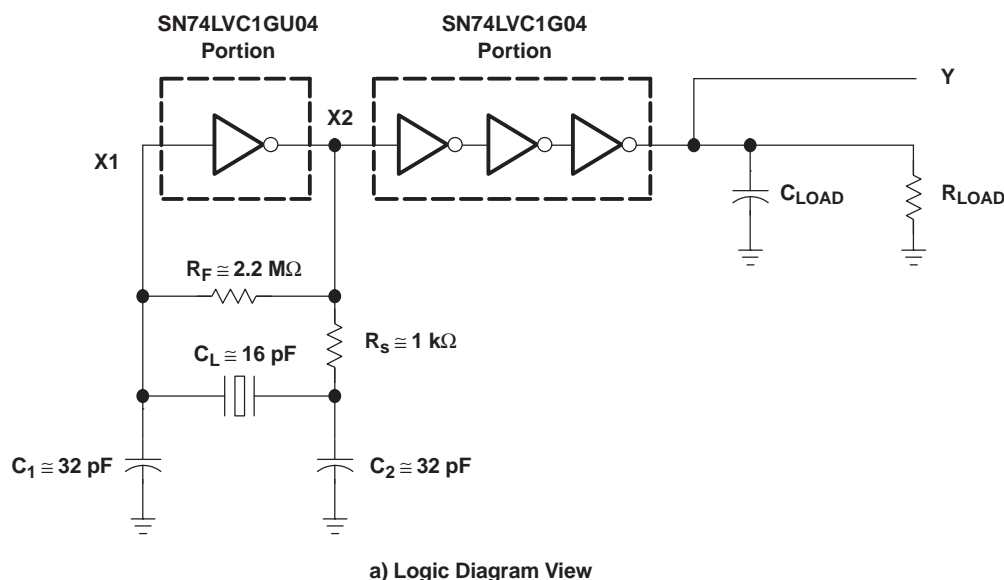 SN74LVC1GU04
Portion
SN74LVC1G04
Portion
Y
X2
X1
CLOAD
RLOAD
RF ≅ 2.2 MΩ
Rs ≅ 1 kΩ
CL ≅ 16 pF
C1 ≅ 32 pF
C2 ≅ 32 pF
a) Logic Diagram View